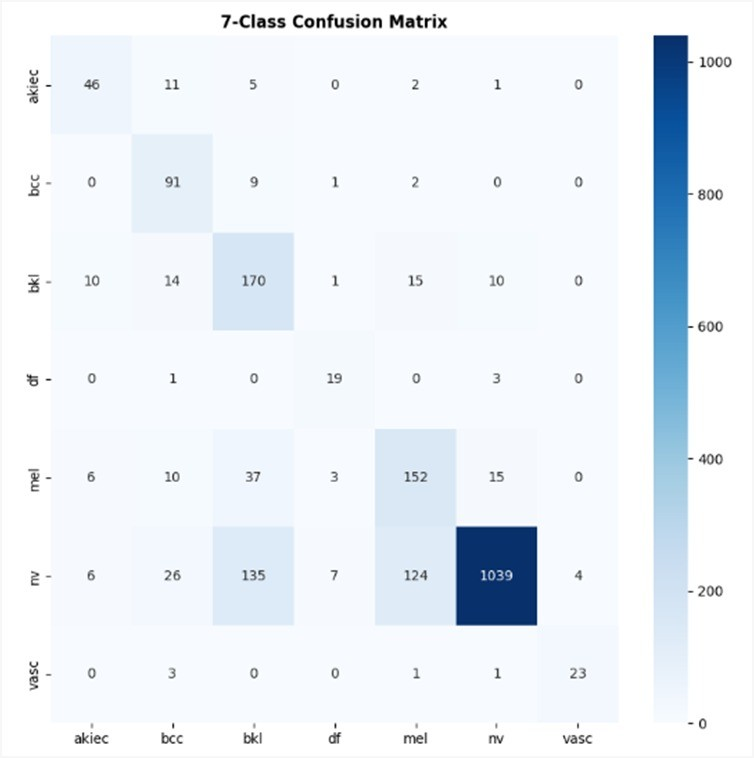 7-Class Confusion Matrix
akiec 46 11 5 0 2 1 0
bcc 0 91 9 1 2 0 0
bkl 10 14 170 1 15 10 0
df 0 1 0 19 0 3 0
mel 6 10 37 3 152 15 0
nv 6 26 135 7 124 1039 4
vasc 0 3 0 0 1 1 23
akiec bcc bkl df mel nv vasc
1000
800
600
400
200
0